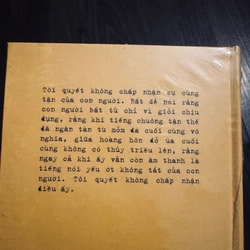 Tôi quyết không chấp nhận sự cùng
tận của con người. Rất dễ nói rằng
con người bất tử chỉ vì giỏi chịu
dựng, rằng khi tiếng chuông tận thế
đã ngân tàn từ mỏm đá cuối cùng vô
nghĩa, giữa hoàng hôn đỏ úa cuối
cùng không có thủy triều lên, rằng
ngay cả khi ấy vẫn còn âm thanh là
tiếng nói yếu ớt không tắt của con
người. Tôi quyết không chấp nhận
điều ấy.